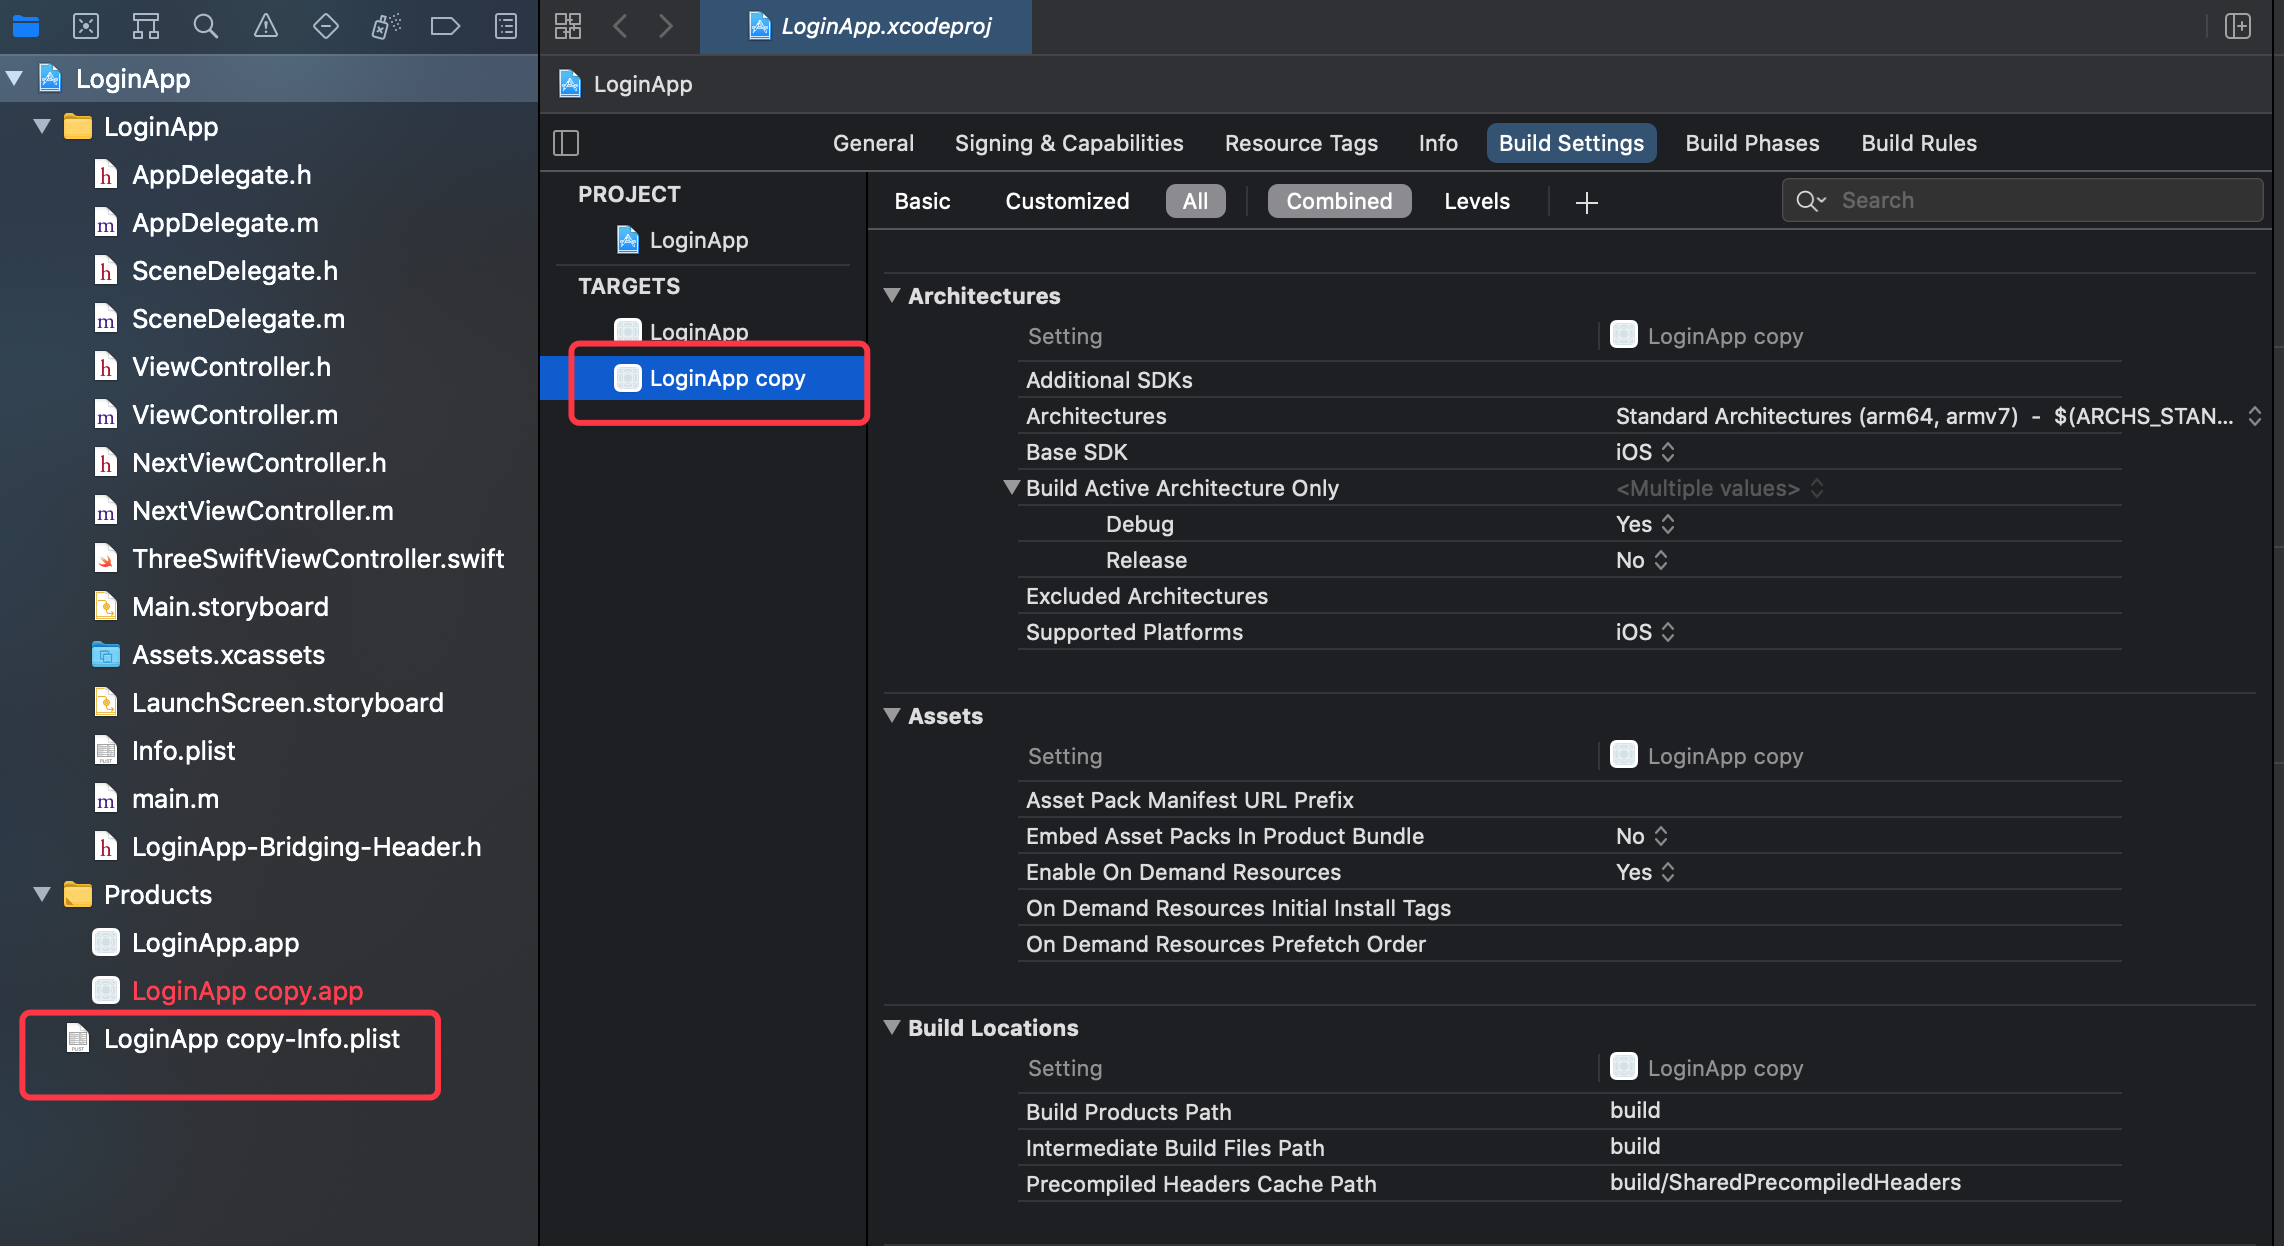 LoginApp.xcodeproj
LoginApp
LoginApp
AppDelegate.h
AppDelegate.m
SceneDelegate.h
SceneDelegate.m
ViewController.h
ViewController.m
NextViewController.h
NextViewController.m
ThreeSwiftViewController.swift
Main.storyboard
Assets.xcassets
LaunchScreen.storyboard
Info.plist
main.m
LoginApp-Bridging-Header.h
Products
LoginApp.app
LoginApp copy.app
LoginApp copy-Info.plist
LoginApp
General Signing & Capabilities Resource Tags Info Build Settings Build Phases Build Rules
PROJECT
LoginApp
TARGETS
LoginApp
LoginApp copy
Basic Customized All Combined Levels + Search
Architectures
Setting LoginApp copy
Additional SDKs
Architectures Standard Architectures (arm64, armv7) - $(ARCHS_STAN...
Base SDK iOS
Build Active Architecture Only <Multiple values>
Debug Yes
Release No
Excluded Architectures
Supported Platforms iOS
Assets
Setting LoginApp copy
Asset Pack Manifest URL Prefix
Embed Asset Packs In Product Bundle No
Enable On Demand Resources Yes
On Demand Resources Initial Install Tags
On Demand Resources Prefetch Order
Build Locations
Setting LoginApp copy
Build Products Path build
Intermediate Build Files Path build
Precompiled Headers Cache Path build/SharedPrecompiledHeaders